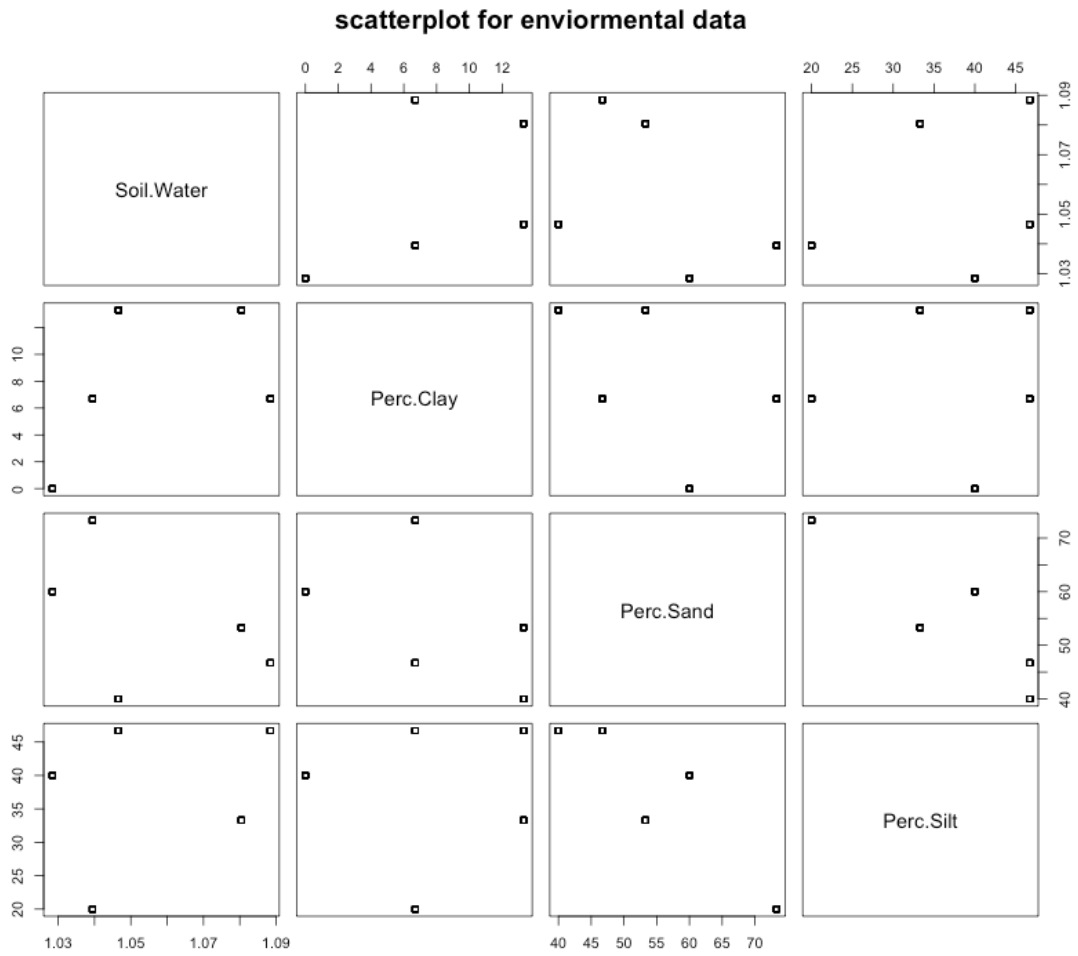 scatterplot for enviormental data
0 2 4 6 8 10 12
20 25 30 35 40 45
Soil.Water
1.03 1.05 1.07 1.09
0 2 4 6 8 10
Perc.Clay
Perc.Sand
40 50 60 70
20 25 30 35 40 45
Perc.Silt
1.03 1.05 1.07 1.09
40 45 50 55 60 65 70